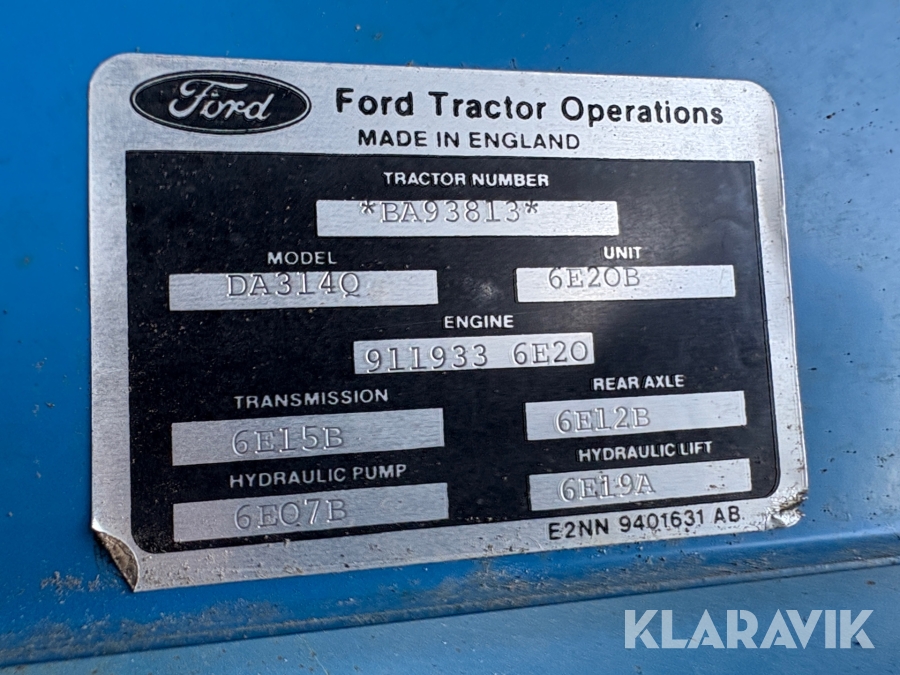 Ford
Ford Tractor Operations
MADE IN ENGLAND
TRACTOR NUMBER
*BA93813*
MODEL
DA314Q
UNIT
6E20B
ENGINE
911933 6E20
TRANSMISSION
6E15B
REAR AXLE
6E12B
HYDRAULIC PUMP
6E07B
HYDRAULIC LIFT
6E19A
E2NN 9401631 AB
KLARAVIK